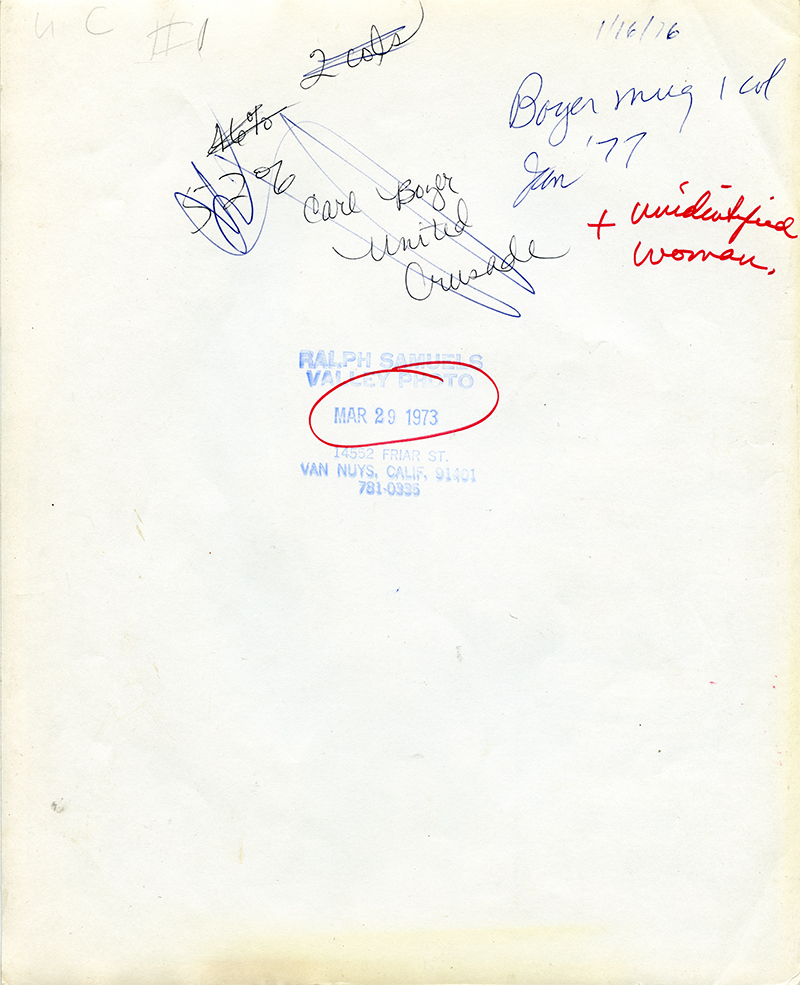 U C #1
2 cols
1/16/76
46%
52%
Boyer mug 1 col
Jan '77
+ unidentified
woman.
Carl Boyer
United
Crusade
RALPH SAMUELS
VALLEY PHOTO
MAR 29 1973
14552 FRIAR ST.
VAN NUYS, CALIF, 91401
781-0335